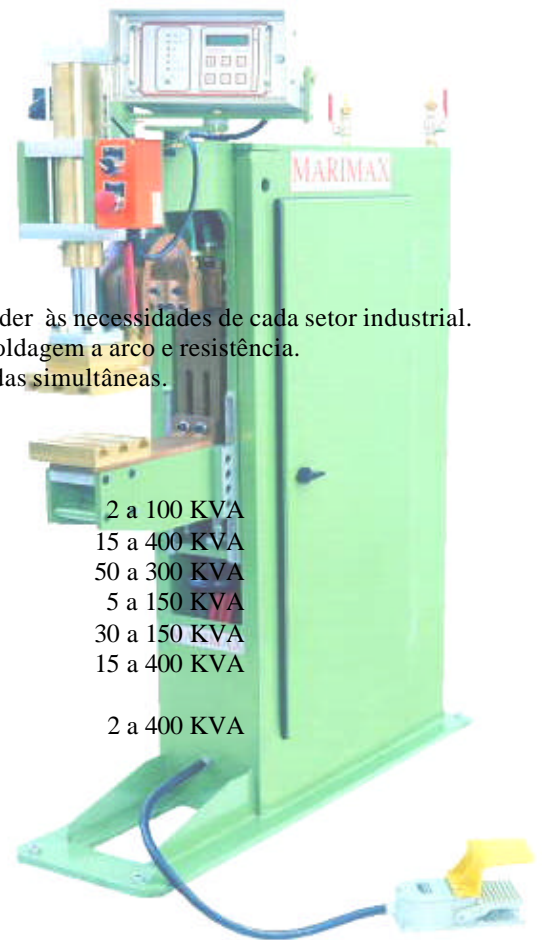 MARIMAX
der às necessidades de cada setor industrial.
oldagem a arco e resistência.
das simultâneas.
2 a 100 KVA
15 a 400 KVA
50 a 300 KVA
5 a 150 KVA
30 a 150 KVA
15 a 400 KVA
2 a 400 KVA